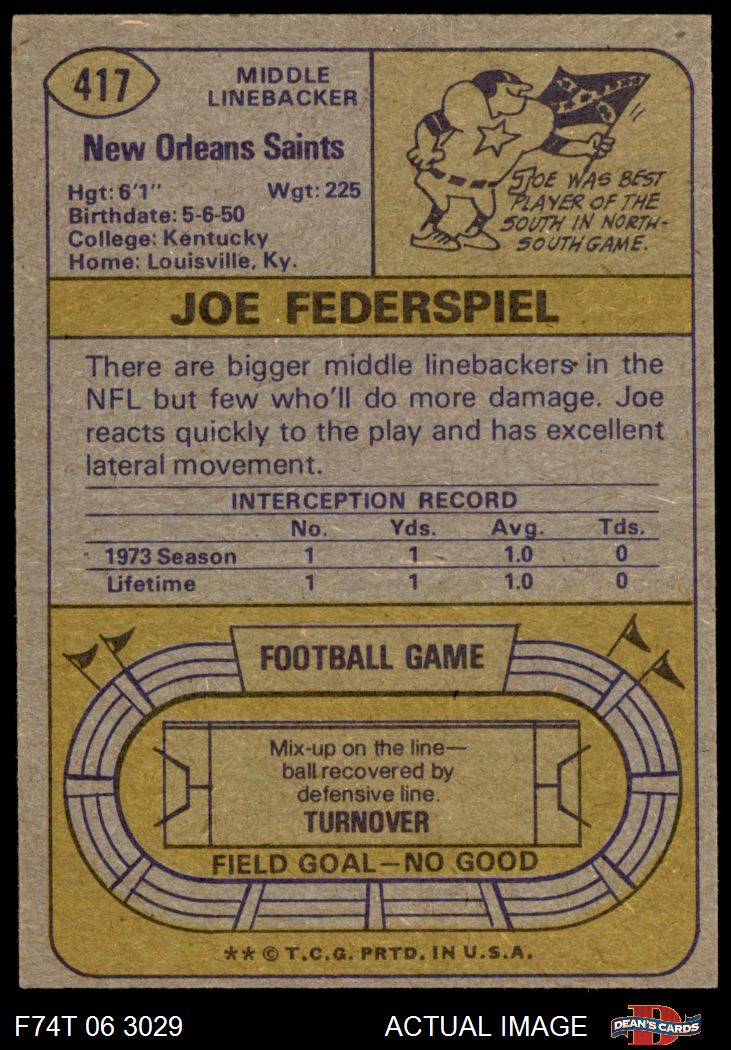 417
MIDDLE
LINEBACKER
New Orleans Saints
Hgt: 6'1" Wgt: 225
Birthdate: 5-6-50
College: Kentucky
Home: Louisville, Ky.
JOE WAS BEST
PLAYER OF THE
SOUTH IN NORTH-
SOUTH GAME.
JOE FEDERSPIEL
There are bigger middle linebackers in the
NFL but few who'll do more damage. Joe
reacts quickly to the play and has excellent
lateral movement.
INTERCEPTION RECORD
No. Yds. Avg. Tds.
1973 Season 1 1 1.0 0
Lifetime 1 1 1.0 0
FOOTBALL GAME
Mix-up on the line—
ball recovered by
defensive line.
TURNOVER
FIELD GOAL—NO GOOD
** © T.C.G. PRTD. IN U.S.A.
F74T 06 3029 ACTUAL IMAGE
D
DEAN'S CARDS